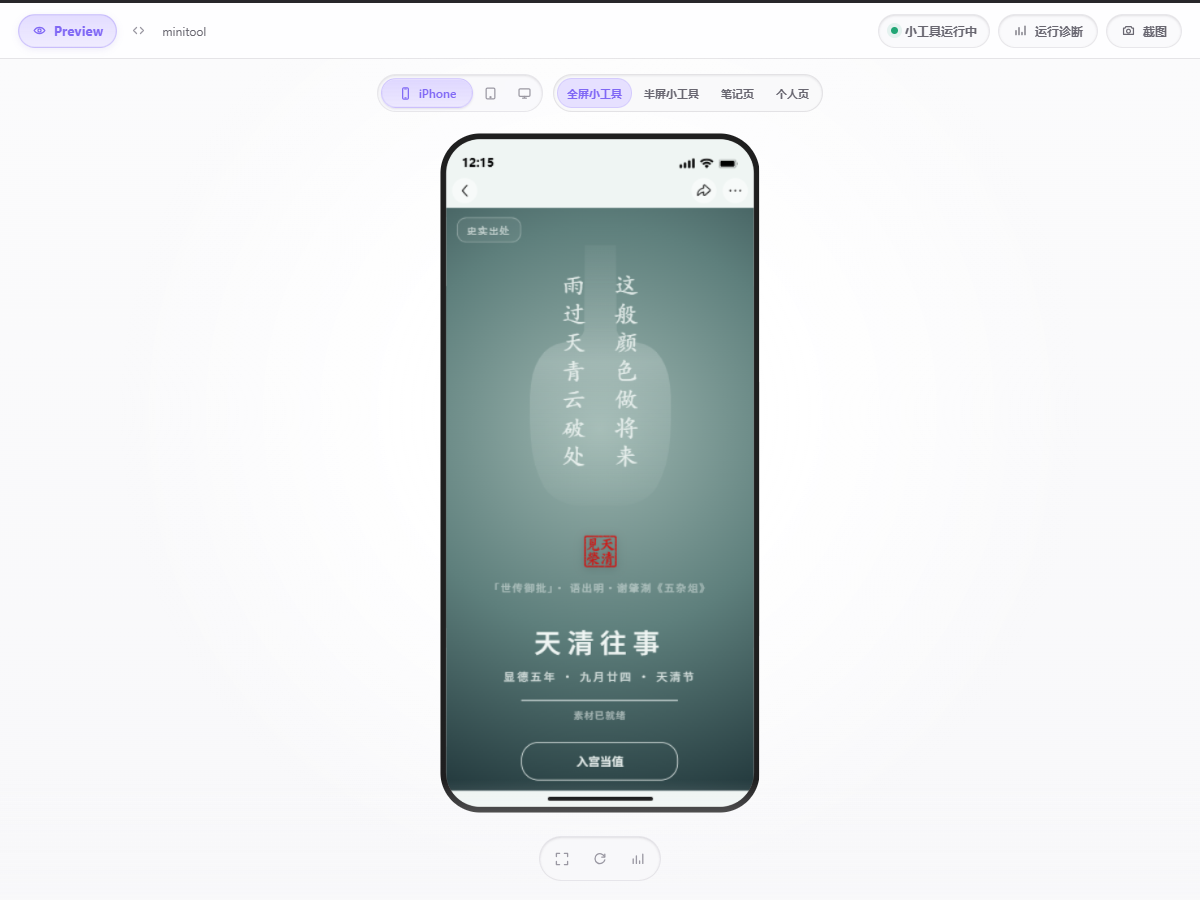 Preview
minitool
小工具运行中
运行诊断
截图
iPhone
全屏小工具
半屏小工具
笔记页
个人页
12:15
史实出处
这般颜色做将来
雨过天青云破处
天清
见荣
「世传御批」· 语出明·谢肇淛《五杂组》
天清往事
显德五年 · 九月廿四 · 天清节
素材已就绪
入宫当值